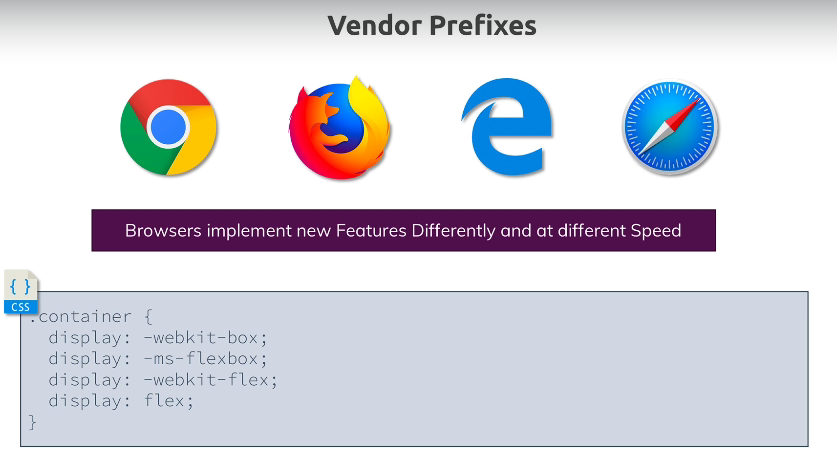 Vendor Prefixes
Browsers implement new Features Differently and at different Speed
{ }
CSS
.container {
display: -webkit-box;
display: -ms-flexbox;
display: -webkit-flex;
display: flex;
}